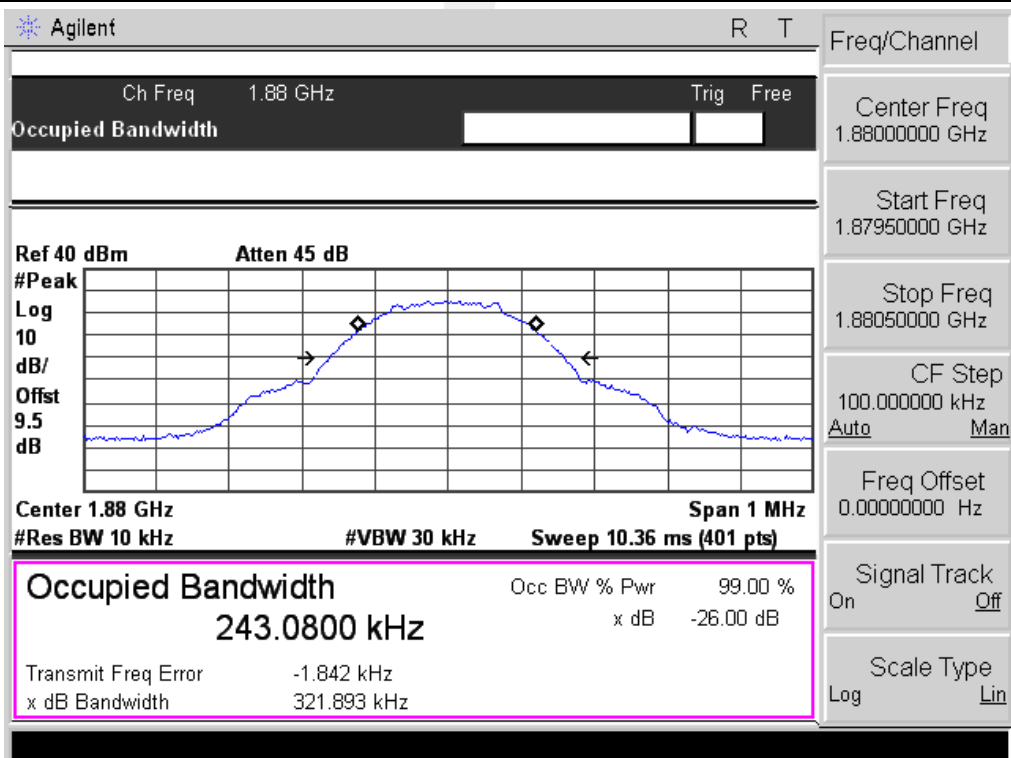 Agilent R T
Ch Freq 1.88 GHz Trig Free
Occupied Bandwidth
Ref 40 dBm Atten 45 dB
#Peak
Log
10
dB/
Offst
9.5
dB
Center 1.88 GHz Span 1 MHz
#Res BW 10 kHz #VBW 30 kHz Sweep 10.36 ms (401 pts)
Occupied Bandwidth
243.0800 kHz
Occ BW % Pwr 99.00 %
x dB -26.00 dB
Transmit Freq Error -1.842 kHz
x dB Bandwidth 321.893 kHz
Freq/Channel
Center Freq
1.88000000 GHz
Start Freq
1.87950000 GHz
Stop Freq
1.88050000 GHz
CF Step
100.000000 kHz
Auto Man
Freq Offset
0.00000000 Hz
Signal Track
On Off
Scale Type
Log Lin